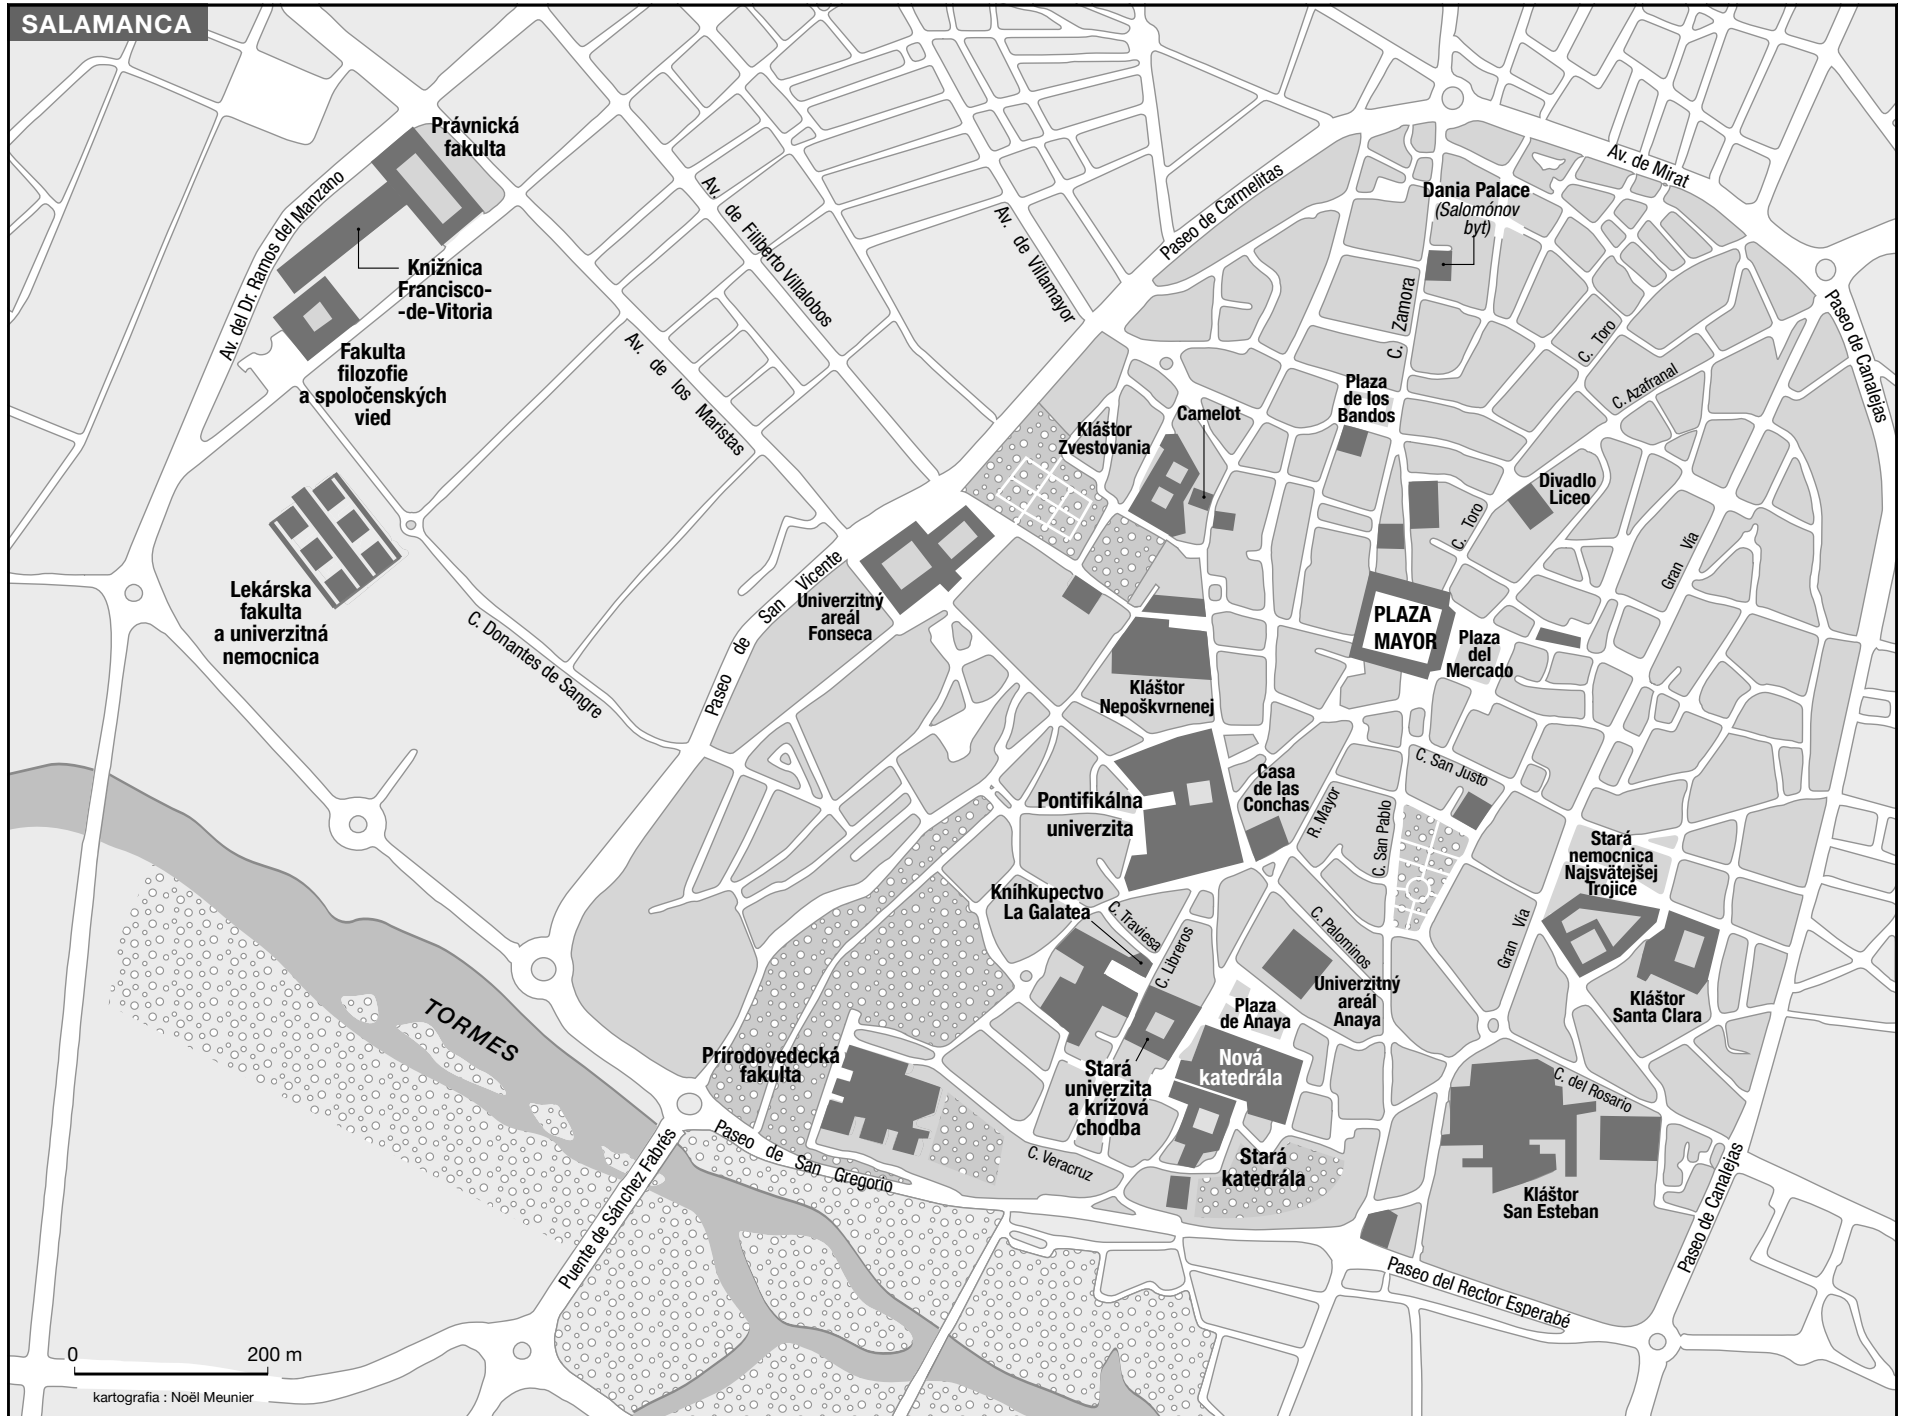 SALAMANCA
Právnická
fakulta
Av. del Dr. Ramos del Manzano
Knižnica
Francisco-
-de-Vitoria
Fakulta
filozofie
a spoločenských
vied
Av. de Filiberto Villalobos
Av. de Villamayor
Av. de los Maristas
Paseo de Carmelitas
Av. de Mirat
Dania Palace
(Salomónov
byt)
C. Zamora
C. Toro
C. Azafranal
Paseo de Canalejas
Plaza
de los
Bandos
Camelot
Kláštor
Zvestovania
Divadlo
Liceo
C. Toro
Gran Vía
Lekárska
fakulta
a univerzitná
nemocnica
C. Donantes de Sangre
Paseo de San Vicente
Univerzitný
areál
Fonseca
PLAZA
MAYOR
Plaza
del
Mercado
Kláštor
Nepoškvrnenej
C. San Justo
Casa
de las
Conchas
R. Mayor
C. San Pablo
Pontifikálna
univerzita
Stará
nemocnica
Najsvätejšej
Trojice
Kníhkupectvo
La Galatea
C. Traviesa
C. Libreros
C. Palominos
Gran Vía
Univerzitný
areál
Anaya
Plaza
de Anaya
Kláštor
Santa Clara
TORMES
Prírodovedecká
fakulta
Stará
univerzita
a krížová
chodba
Nová
katedrála
C. del Rosario
Paseo de San Gregorio
C. Veracruz
Stará
katedrála
Kláštor
San Esteban
Puente de Sánchez Fabrés
Paseo de Canalejas
Paseo del Rector Esperabé
0 200 m
kartografia : Noël Meunier